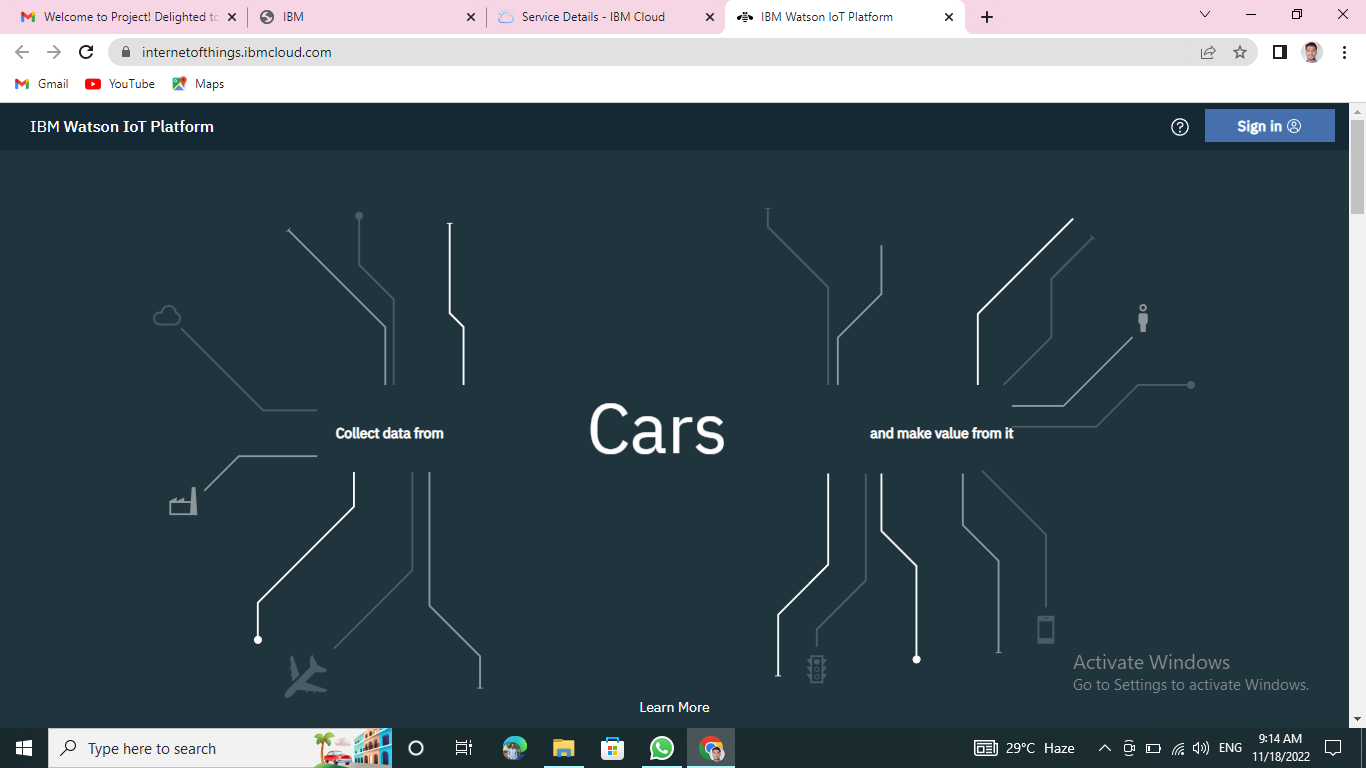 Welcome to Project! Delighted to
IBM
Service Details - IBM Cloud
IBM Watson IoT Platform
internetofthings.ibmcloud.com
Gmail
YouTube
Maps
IBM Watson IoT Platform
?
Sign in
Collect data from
Cars
and make value from it
Activate Windows
Go to Settings to activate Windows.
Learn More
Type here to search
29°C Haze
ENG
9:14 AM
11/18/2022